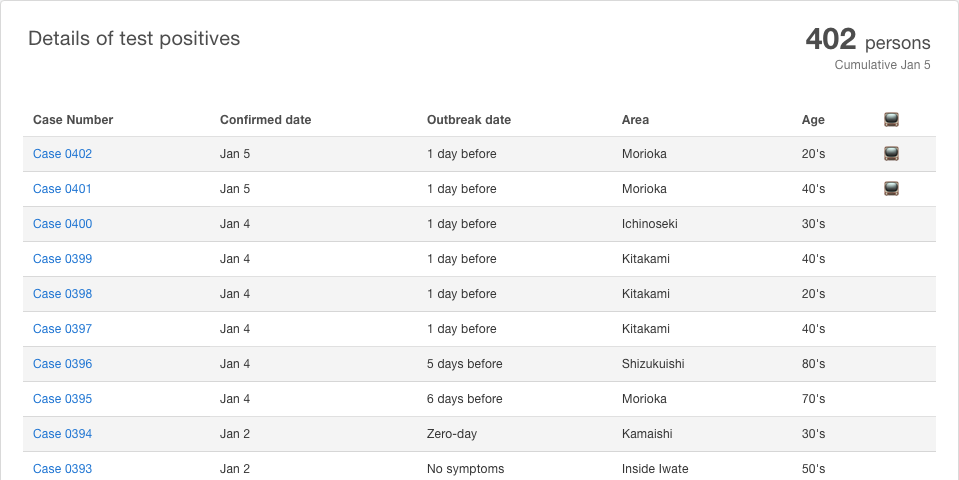 Details of test positives
402 persons
Cumulative Jan 5
Case Number Confirmed date Outbreak date Area Age 📺
Case 0402 Jan 5 1 day before Morioka 20's 📺
Case 0401 Jan 5 1 day before Morioka 40's 📺
Case 0400 Jan 4 1 day before Ichinoseki 30's
Case 0399 Jan 4 1 day before Kitakami 40's
Case 0398 Jan 4 1 day before Kitakami 20's
Case 0397 Jan 4 1 day before Kitakami 40's
Case 0396 Jan 4 5 days before Shizukuishi 80's
Case 0395 Jan 4 6 days before Morioka 70's
Case 0394 Jan 2 Zero-day Kamaishi 30's
Case 0393 Jan 2 No symptoms Inside Iwate 50's